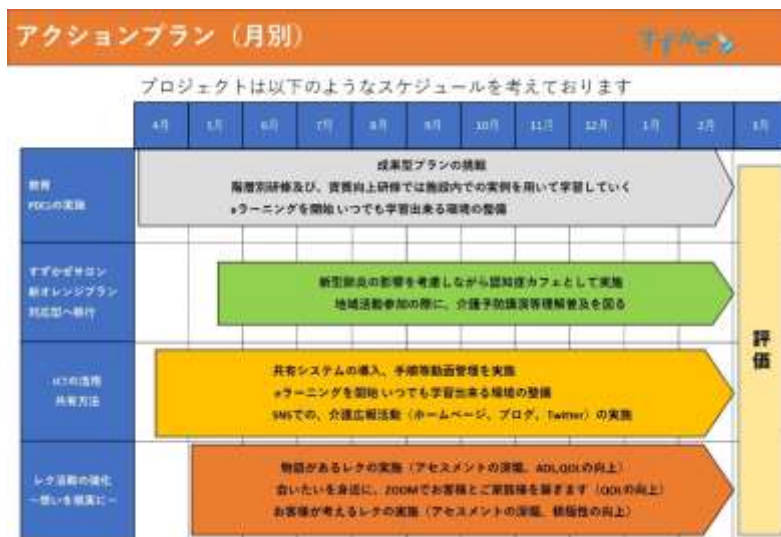 アクションプラン（月別）
すずかぜ
プロジェクトは以下のようなスケジュールを考えております
4月 5月 6月 7月 8月 9月 10月 11月 12月 1月 2月 3月
教育
PDCAの実施
成果型プランの挑戦
階層別研修及び、資質向上研修では施設内での実例を用いて学習していく
eラーニングを開始 いつでも学習出来る環境の整備
すずかぜサロン
新オレンジプラン
対応型へ移行
新型肺炎の影響を考慮しながら認知症カフェとして実施
地域活動参加の際に、介護予防講演等理解普及を図る
ICTの活用
共有方法
共有システムの導入、手順等動画管理を実施
eラーニングを開始 いつでも学習出来る環境の整備
SNSでの、介護広報活動（ホームページ、ブログ、Twitter）の実施
レク活動の強化
～想いを現実に～
物語があるレクの実施（アセスメントの深堀、ADL,QOLの向上）
会いたいを身近に、ZOOMでお客様とご家族様を繋ぎます（QOLの向上）
お客様が考えるレクの実施（アセスメントの深堀、積極性の向上）
評価